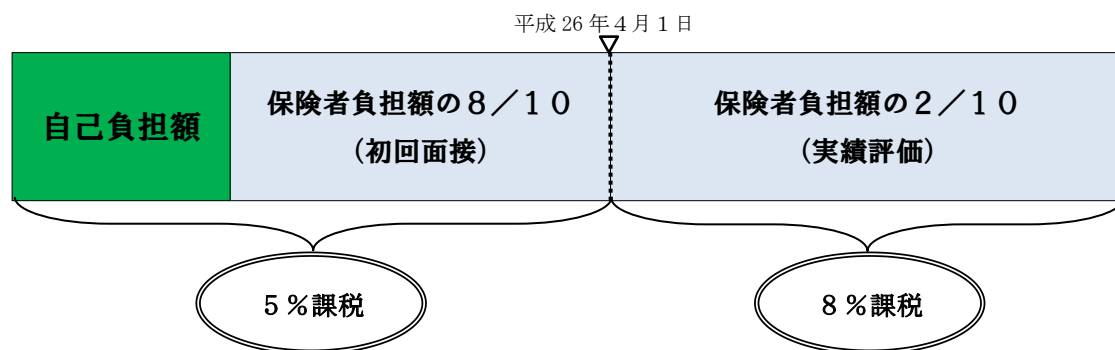 平成 26 年４月１日
自己負担額
保険者負担額の８／１０
（初回面接）
保険者負担額の２／１０
（実績評価）
５％課税
８％課税